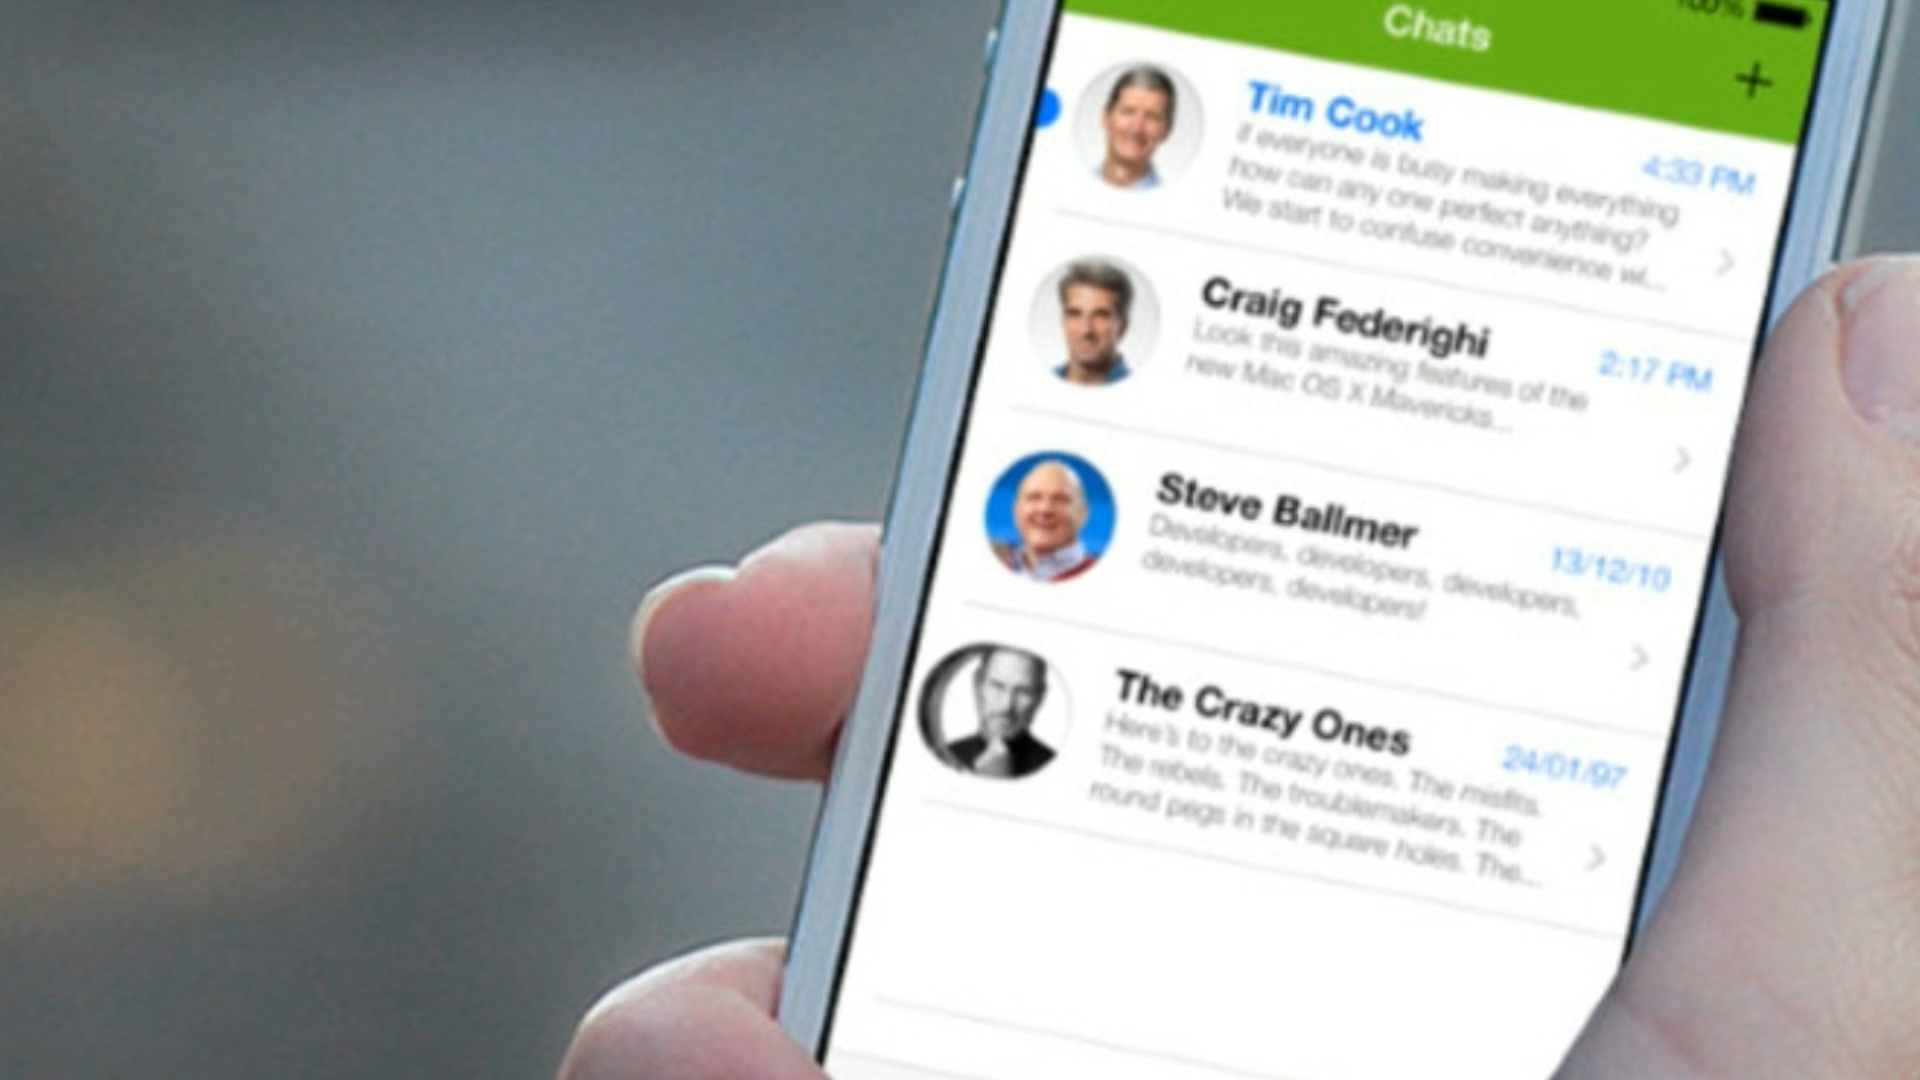 100%
Chats
+
Tim Cook
4:33 PM
if everyone is busy making everything
how can any one perfect anything?
We start to confuse convenience wi...
Craig Federighi
2:17 PM
Look this amazing features of the
new Mac OS X Mavericks...
Steve Ballmer
13/12/10
Developers, developers, developers,
developers, developers!
The Crazy Ones
24/01/97
Here's to the crazy ones. The misfits.
The rebels. The troublemakers. The
round pegs in the square holes. The...